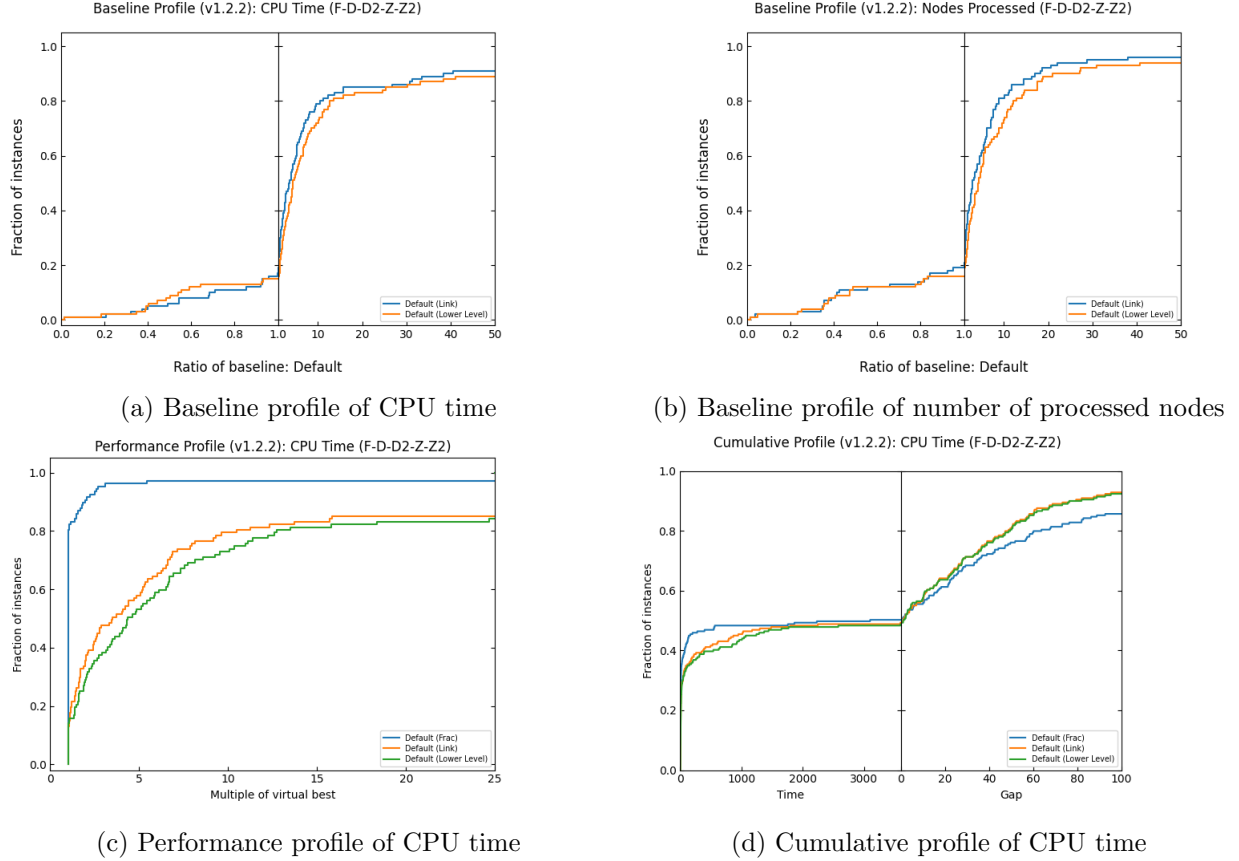 Baseline Profile (v1.2.2): CPU Time (F-D-D2-Z-Z2)
1.0
0.8
0.6
0.4
0.2
0.0
Fraction of instances
0.0 0.2 0.4 0.6 0.8 1.0 10 20 30 40 50
Default (Link)
Default (Lower Level)
Ratio of baseline: Default
(a) Baseline profile of CPU time
Baseline Profile (v1.2.2): Nodes Processed (F-D-D2-Z-Z2)
1.0
0.8
0.6
0.4
0.2
0.0
Fraction of instances
0.0 0.2 0.4 0.6 0.8 1.0 10 20 30 40 50
Default (Link)
Default (Lower Level)
Ratio of baseline: Default
(b) Baseline profile of number of processed nodes
Performance Profile (v1.2.2): CPU Time (F-D-D2-Z-Z2)
1.0
0.8
0.6
0.4
0.2
0.0
Fraction of instances
0 5 10 15 20 25
Default (Frac)
Default (Link)
Default (Lower Level)
Multiple of virtual best
(c) Performance profile of CPU time
Cumulative Profile (v1.2.2): CPU Time (F-D-D2-Z-Z2)
1.0
0.8
0.6
0.4
0.2
0.0
Fraction of instances
0 1000 2000 3000 0 20 40 60 80 100
Default (Frac)
Default (Link)
Default (Lower Level)
Time Gap
(d) Cumulative profile of CPU time